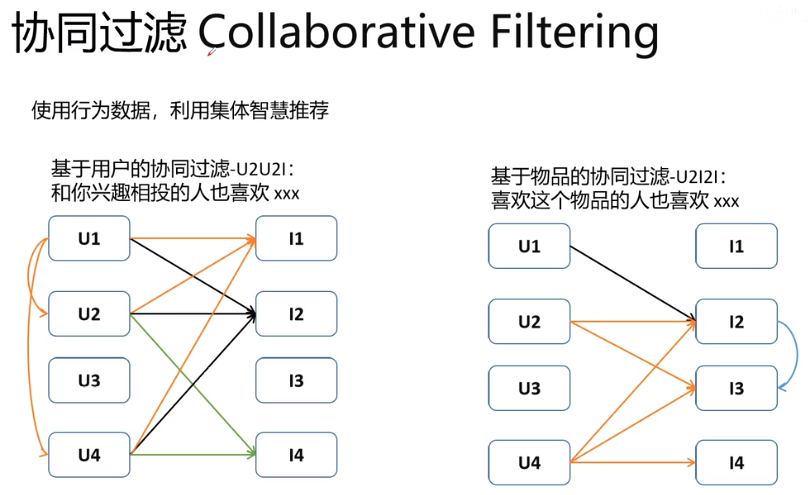 协同过滤 Collaborative Filtering
使用行为数据，利用集体智慧推荐
基于用户的协同过滤-U2U2I：
和你兴趣相投的人也喜欢 xxx
U1
I1
U2
I2
U3
I3
U4
I4
基于物品的协同过滤-U2I2I：
喜欢这个物品的人也喜欢 xxx
U1
I1
U2
I2
U3
I3
U4
I4